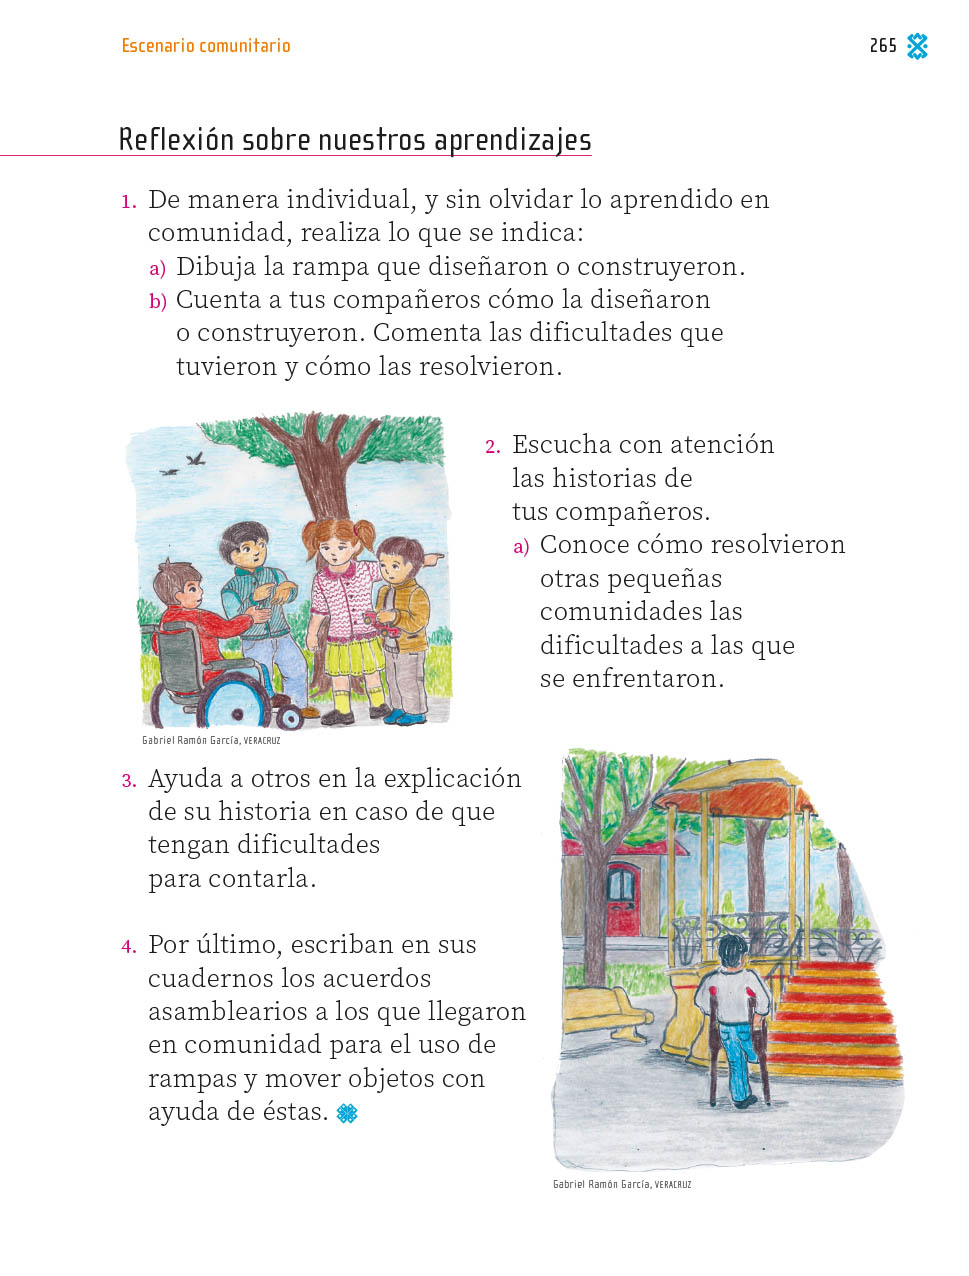 Escenario comunitario
265
Reflexión sobre nuestros aprendizajes
1. De manera individual, y sin olvidar lo aprendido en
comunidad, realiza lo que se indica:
a) Dibuja la rampa que diseñaron o construyeron.
b) Cuenta a tus compañeros cómo la diseñaron
o construyeron. Comenta las dificultades que
tuvieron y cómo las resolvieron.
2. Escucha con atención
las historias de
tus compañeros.
a) Conoce cómo resolvieron
otras pequeñas
comunidades las
dificultades a las que
se enfrentaron.
Gabriel Ramón García, VERACRUZ
3. Ayuda a otros en la explicación
de su historia en caso de que
tengan dificultades
para contarla.
4. Por último, escriban en sus
cuadernos los acuerdos
asamblearios a los que llegaron
en comunidad para el uso de
rampas y mover objetos con
ayuda de éstas.
Gabriel Ramón García, VERACRUZ